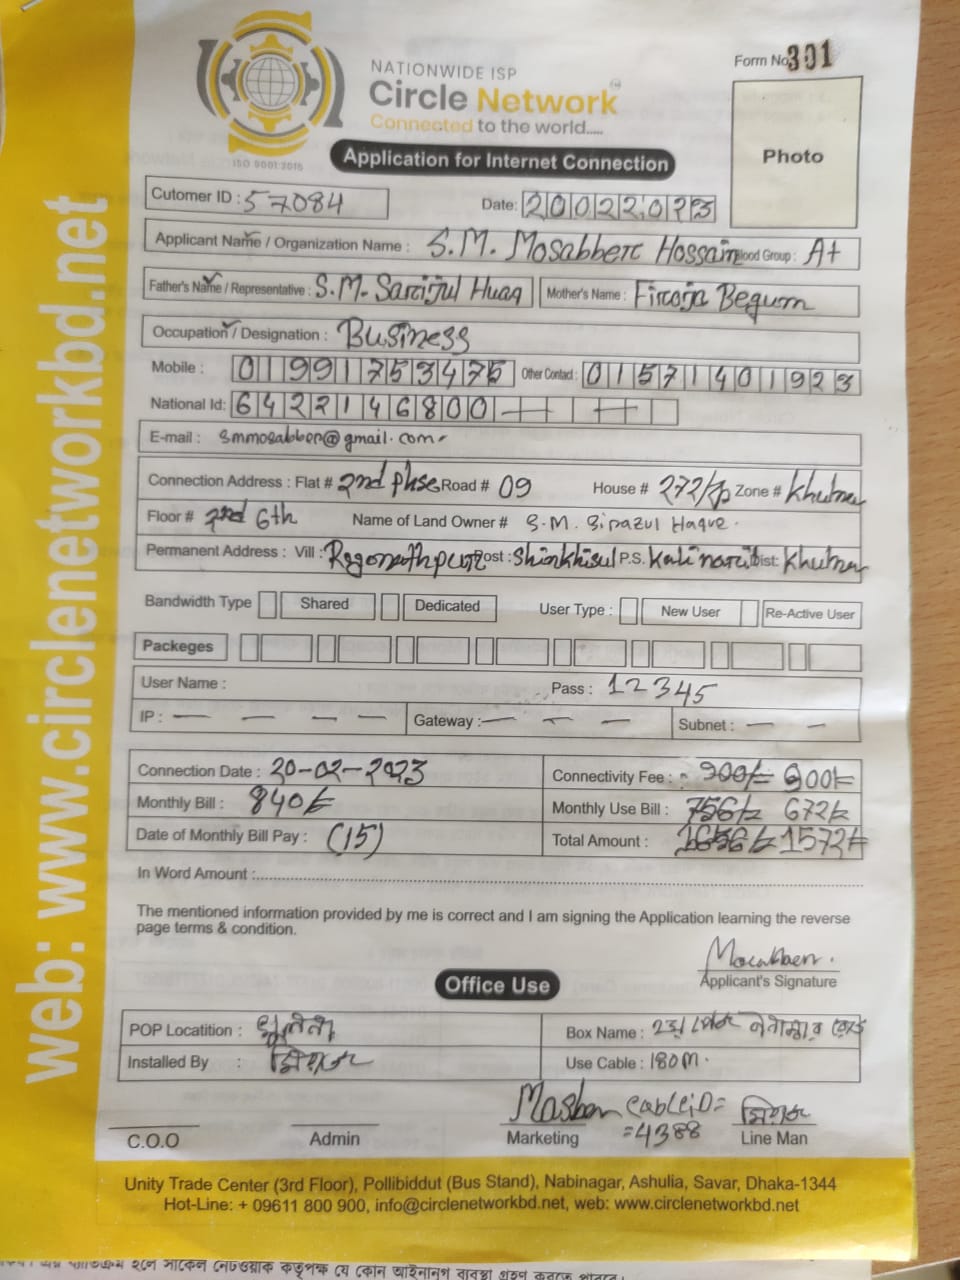 Form No 301
NATIONWIDE ISP
Circle Network
Connected to the world.....
ISO 9001:2015
Application for Internet Connection
Photo
Cutomer ID : 57084
Date: 20022023
Applicant Name / Organization Name : S.M. Mosabberc Hossain Blood Group : A+
Father's Name / Representative : S.M. Sarcijul Huaq Mother's Name : Fircoja Begum
Occupation / Designation : Business
Mobile : 01991753475 Other Contact : 01571401923
National Id: 6422146800
E-mail : smmosabber@gmail.com
Connection Address : Flat # 2nd phse Road # 09 House # 272/ Zone # Khulna
Floor # 2nd 6th Name of Land Owner # S.M. Sirazul Haque.
Permanent Address : Vill : Post : P.S. Dist: Khulna
Bandwidth Type Shared Dedicated User Type : New User Re-Active User
Packeges
User Name : Pass : 12345
IP : — — — — Gateway : — — — Subnet : — —
Connection Date : 20-02-2023 Connectivity Fee : 900/= 900/=
Monthly Bill : 840/= Monthly Use Bill : 756/= 672/=
Date of Monthly Bill Pay : (15) Total Amount : 1656/= 1572/=
In Word Amount :
The mentioned information provided by me is correct and I am signing the Application learning the reverse
page terms & condition.
Applicant's Signature
Office Use
POP Locatition : খুলনা Box Name : ২য় ফেজ
Installed By : Use Cable : 180M.
Cable iD=
=4388
C.O.O Admin Marketing Line Man
Unity Trade Center (3rd Floor), Pollibiddut (Bus Stand), Nabinagar, Ashulia, Savar, Dhaka-1344
Hot-Line: + 09611 800 900, info@circlenetworkbd.net, web: www.circlenetworkbd.net
web: www.circlenetworkbd.net